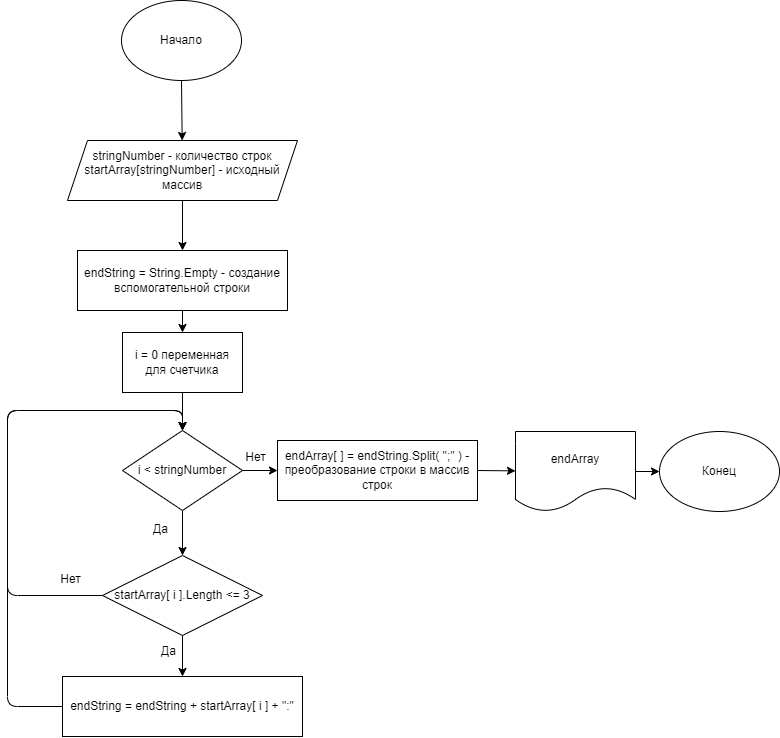 Начало
stringNumber - количество строк
startArray[stringNumber] - исходный
массив
endString = String.Empty - создание
вспомогательной строки
i = 0 переменная
для счетчика
i < stringNumber
Нет
endArray[ ] = endString.Split( ";" ) -
преобразование строки в массив
строк
endArray
Конец
Да
startArray[ i ].Length <= 3
Нет
Да
endString = endString + startArray[ i ] + ":"